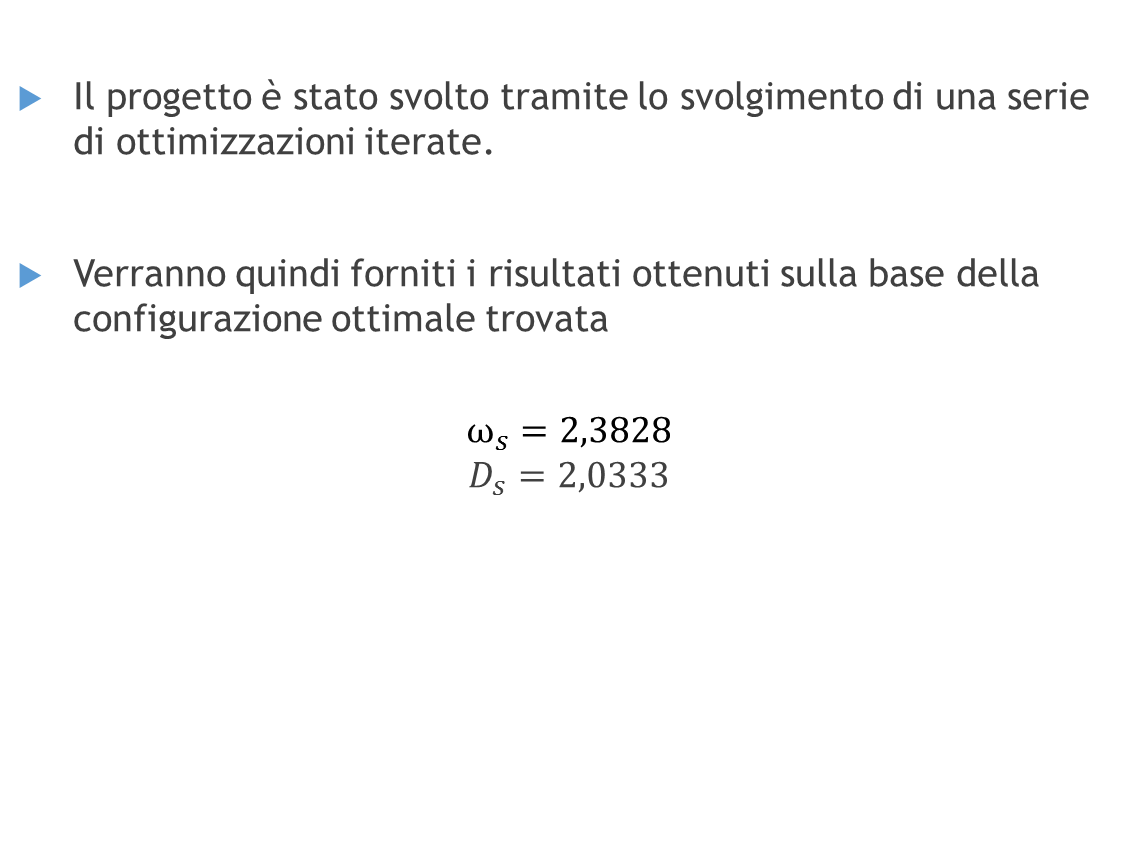 Il progetto è stato svolto tramite lo svolgimento di una serie
di ottimizzazioni iterate.
Verranno quindi forniti i risultati ottenuti sulla base della
configurazione ottimale trovata
ω𝑠 = 2,3828
𝐷𝑠 = 2,0333